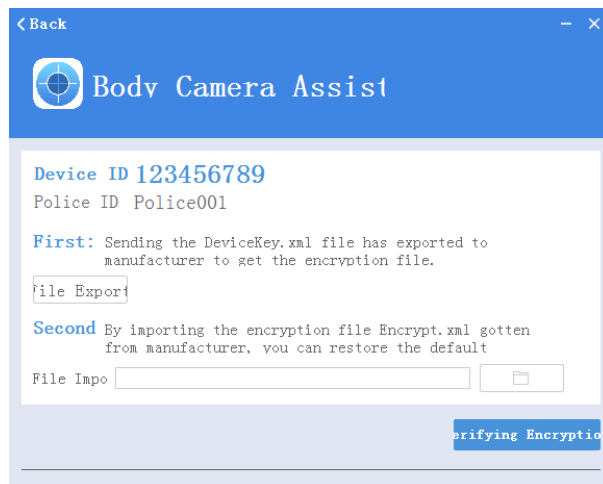 Back
Body Camera Assist
Device ID 123456789
Police ID Police001
First: Sending the DeviceKey.xml file has exported to
manufacturer to get the encryption file.
File Export
Second By importing the encryption file Encrypt.xml gotten
from manufacturer, you can restore the default
File Impo
erifying Encryptio